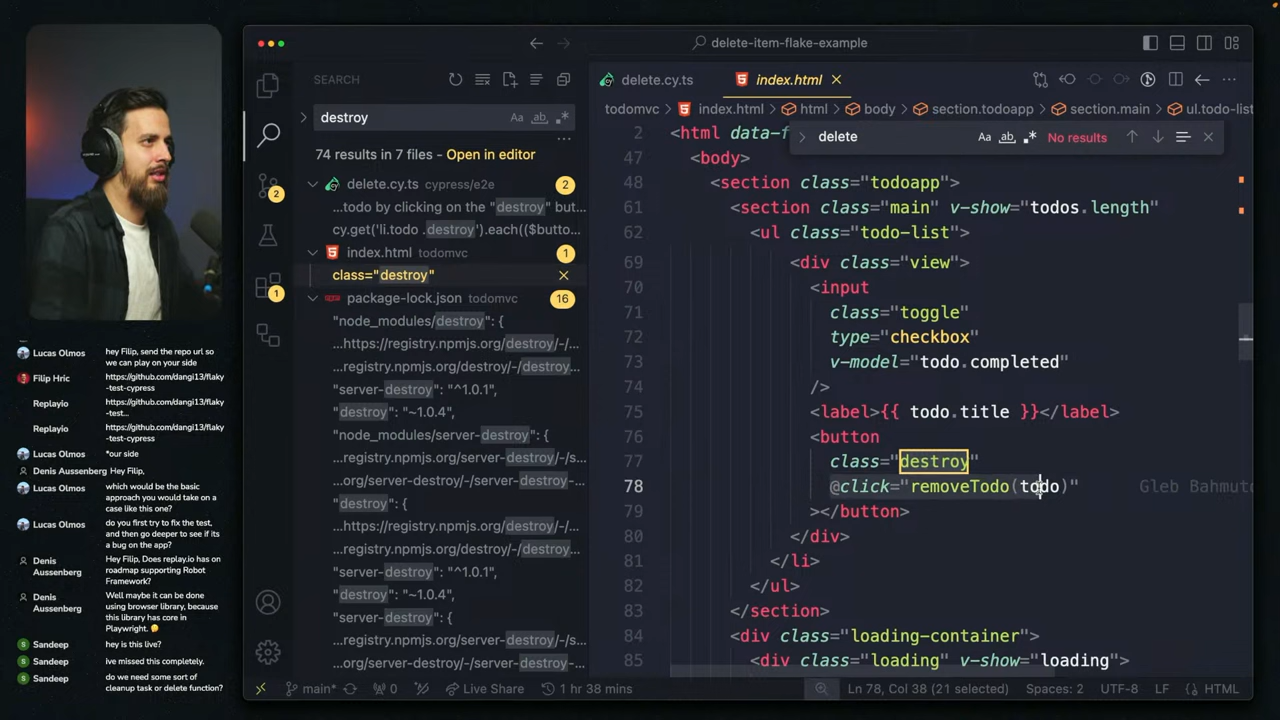 delete-item-flake-example
SEARCH
destroy
Aa
ab
.*
74 results in 7 files - Open in editor
delete.cy.ts cypress/e2e
2
...todo by clicking on the "destroy" but...
cy.get('li.todo .destroy').each(($butto...
index.html todomvc
1
class="destroy"
package-lock.json todomvc
16
"node_modules/destroy": {
...https://registry.npmjs.org/destroy/-/...
...registry.npmjs.org/destroy/-/destroy...
"server-destroy": "^1.0.1",
"destroy": "~1.0.4",
"node_modules/server-destroy": {
...https://registry.npmjs.org/server-destroy/-/s...
...registry.npmjs.org/server-destroy/-/serv...
...https://registry.npmjs.org/destroy/-/...
...registry.npmjs.org/destroy/-/destroy...
"server-destroy": "^1.0.1",
"destroy": "~1.0.4",
"server-destroy": {
...registry.npmjs.org/server-destroy/-/s...
...org/server-destroy/-/server-destroy...
2
1
delete.cy.ts
index.html
todomvc
index.html
html
body
section.todoapp
section.main
ul.todo-list
delete
Aa
ab
.*
No results
2 <html data-f
47 <body>
48 <section class="todoapp">
61 <section class="main" v-show="todos.length"
62 <ul class="todo-list">
69 <div class="view">
70 <input
71 class="toggle"
72 type="checkbox"
73 v-model="todo.completed"
74 />
75 <label>{{ todo.title }}</label>
76 <button
77 class="destroy"
78 @click="removeTodo(todo)" Gleb Bahmuto
79 ></button>
80 </div>
81 </li>
82 </ul>
83 </section>
84 <div class="loading-container">
85 <div class="loading" v-show="loading">
main*
0
Live Share
1 hr 38 mins
Ln 78, Col 38 (21 selected)
Spaces: 2
UTF-8
LF
HTML
Lucas Olmos
hey Filip, send the repo url so
we can play on your side
Filip Hric
https://github.com/dangi13/flaky
-test-cypress
Replayio
https://github.com/dangi13/flaky
-test...
Replayio
https://github.com/dangi13/flaky
-test-cypress
Lucas Olmos
*our side
Denis Aussenberg
Hey Filip,
Lucas Olmos
which would be the basic
approach you would take on a
case like this one?
Lucas Olmos
do you first try to fix the test,
and then go deeper to see if its
a bug on the app?
Denis
Aussenberg
Hey Filip, Does replay.io has on
roadmap supporting Robot
Framework?
Denis
Aussenberg
Well maybe it can be done
using browser library, because
this library has core in
Playwright. 🤔
Sandeep
hey is this live?
Sandeep
ive missed this completely.
Sandeep
do we need some sort of
cleanup task or delete function?